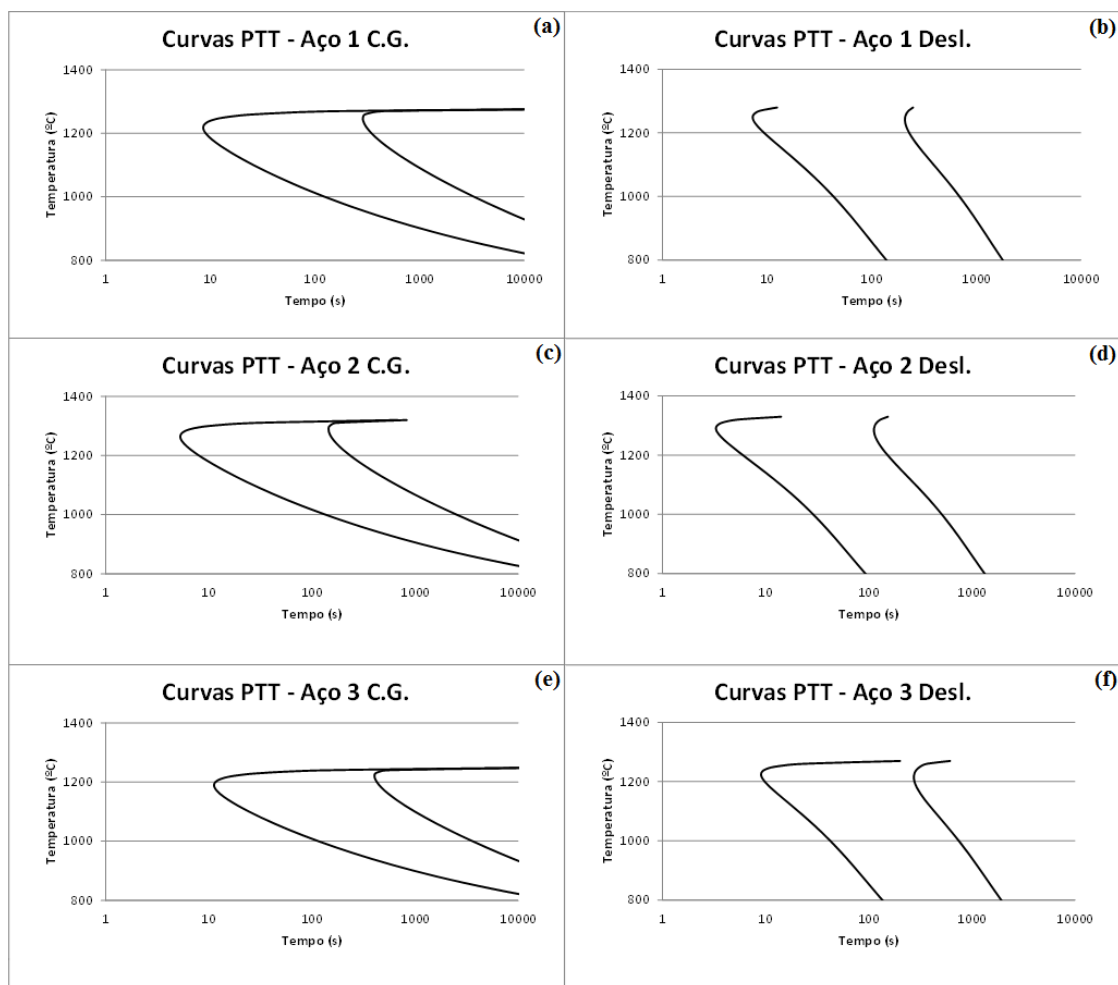 Curvas PTT - Aço 1 C.G.
(a)
Temperatura (ºC)
1400
1200
1000
800
1 10 100 1000 10000
Tempo (s)
Curvas PTT - Aço 1 Desl.
(b)
Temperatura (ºC)
1400
1200
1000
800
1 10 100 1000 10000
Tempo (s)
Curvas PTT - Aço 2 C.G.
(c)
Temperatura (ºC)
1400
1200
1000
800
1 10 100 1000 10000
Tempo (s)
Curvas PTT - Aço 2 Desl.
(d)
Temperatura (ºC)
1400
1200
1000
800
1 10 100 1000 10000
Tempo (s)
Curvas PTT - Aço 3 C.G.
(e)
Temperatura (ºC)
1400
1200
1000
800
1 10 100 1000 10000
Tempo (s)
Curvas PTT - Aço 3 Desl.
(f)
Temperatura (ºC)
1400
1200
1000
800
1 10 100 1000 10000
Tempo (s)